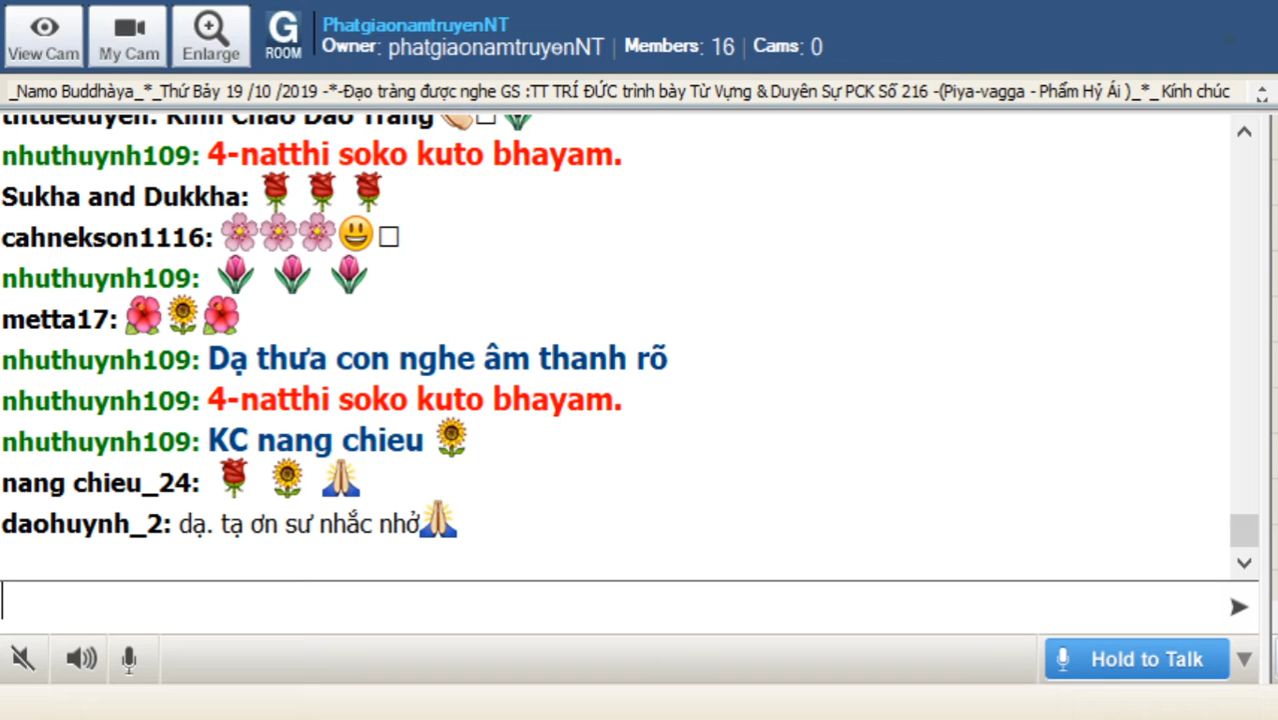 PhatgiaonamtruyenNT
View Cam
My Cam
Enlarge
G ROOM
Owner: phatgiaonamtruyenNT | Members: 16 | Cams: 0
_Namo Buddhàya_*_Thứ Bảy 19 /10 /2019 -*-Đạo tràng được nghe GS :TT TRÍ ĐỨC trình bày Từ Vựng & Duyên Sự PCK Số 216 -(Piya-vagga - Phẩm Hỷ Ái )_*_ Kính chúc
thtueduyen: Kinh Chao Dao Trang
nhuthuynh109: 4-natthi soko kuto bhayam.
Sukha and Dukkha:
cahnekson1116:
nhuthuynh109:
metta17:
nhuthuynh109: Dạ thưa con nghe âm thanh rõ
nhuthuynh109: 4-natthi soko kuto bhayam.
nhuthuynh109: KC nang chieu
nang chieu_24:
daohuynh_2: dạ. tạ ơn sư nhắc nhở
Hold to Talk